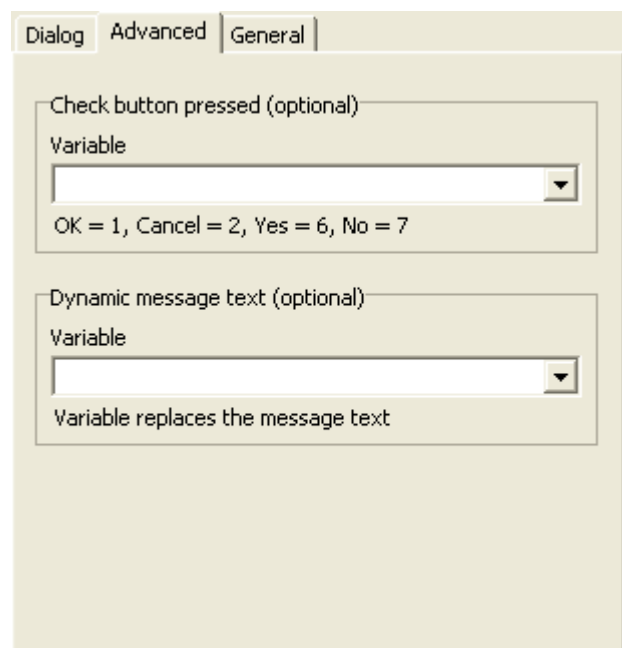 Dialog Advanced General
Check button pressed (optional)
Variable
OK = 1, Cancel = 2, Yes = 6, No = 7
Dynamic message text (optional)
Variable
Variable replaces the message text